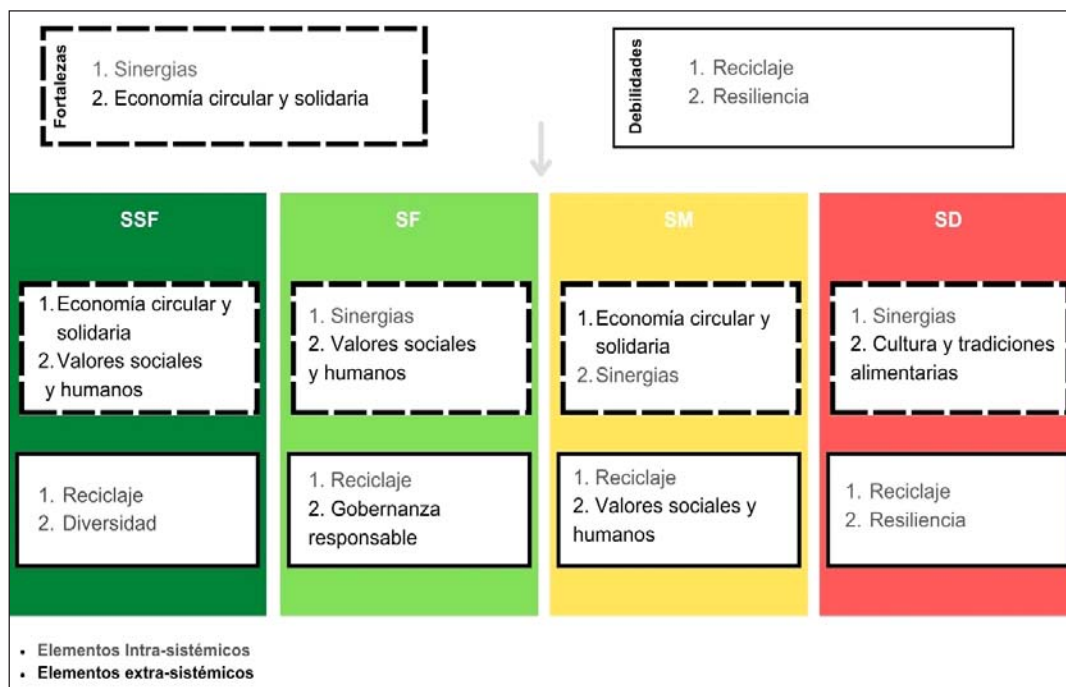 Fortalezas
1. Sinergias
2. Economía circular y solidaria
Debilidades
1. Reciclaje
2. Resiliencia
SSF
1. Economía circular y
solidaria
2. Valores sociales
y humanos
1. Reciclaje
2. Diversidad
SF
1. Sinergias
2. Valores sociales
y humanos
1. Reciclaje
2. Gobernanza
responsable
SM
1. Economía circular y
solidaria
2. Sinergias
1. Reciclaje
2. Valores sociales y
humanos
SD
1. Sinergias
2. Cultura y tradiciones
alimentarias
1. Reciclaje
2. Resiliencia
• Elementos Intra-sistémicos
• Elementos extra-sistémicos